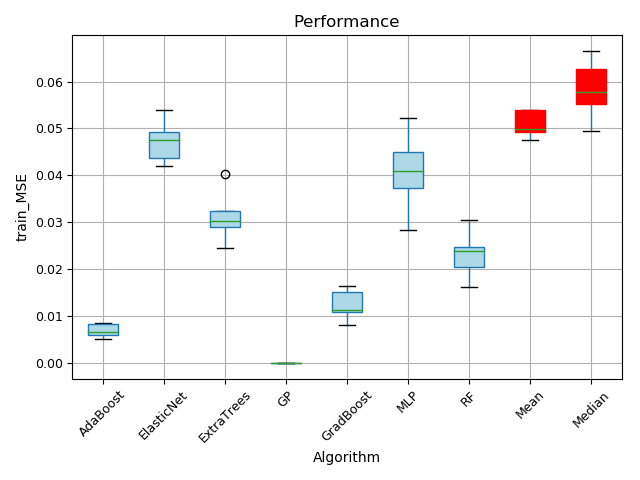 Performance
train_MSE
0.06
0.05
0.04
0.03
0.02
0.01
0.00
AdaBoost
ElasticNet
ExtraTrees
GP
GradBoost
MLP
RF
Mean
Median
Algorithm